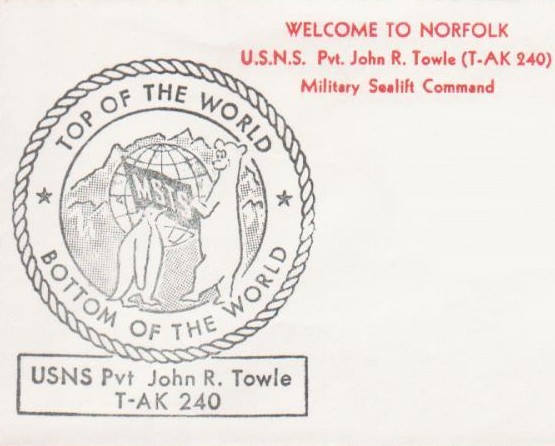 WELCOME TO NORFOLK
U.S.N.S. Pvt. John R. Towle (T-AK 240)
Military Sealift Command
TOP OF THE WORLD
MSTS
BOTTOM OF THE WORLD
USNS Pvt John R. Towle
T-AK 240